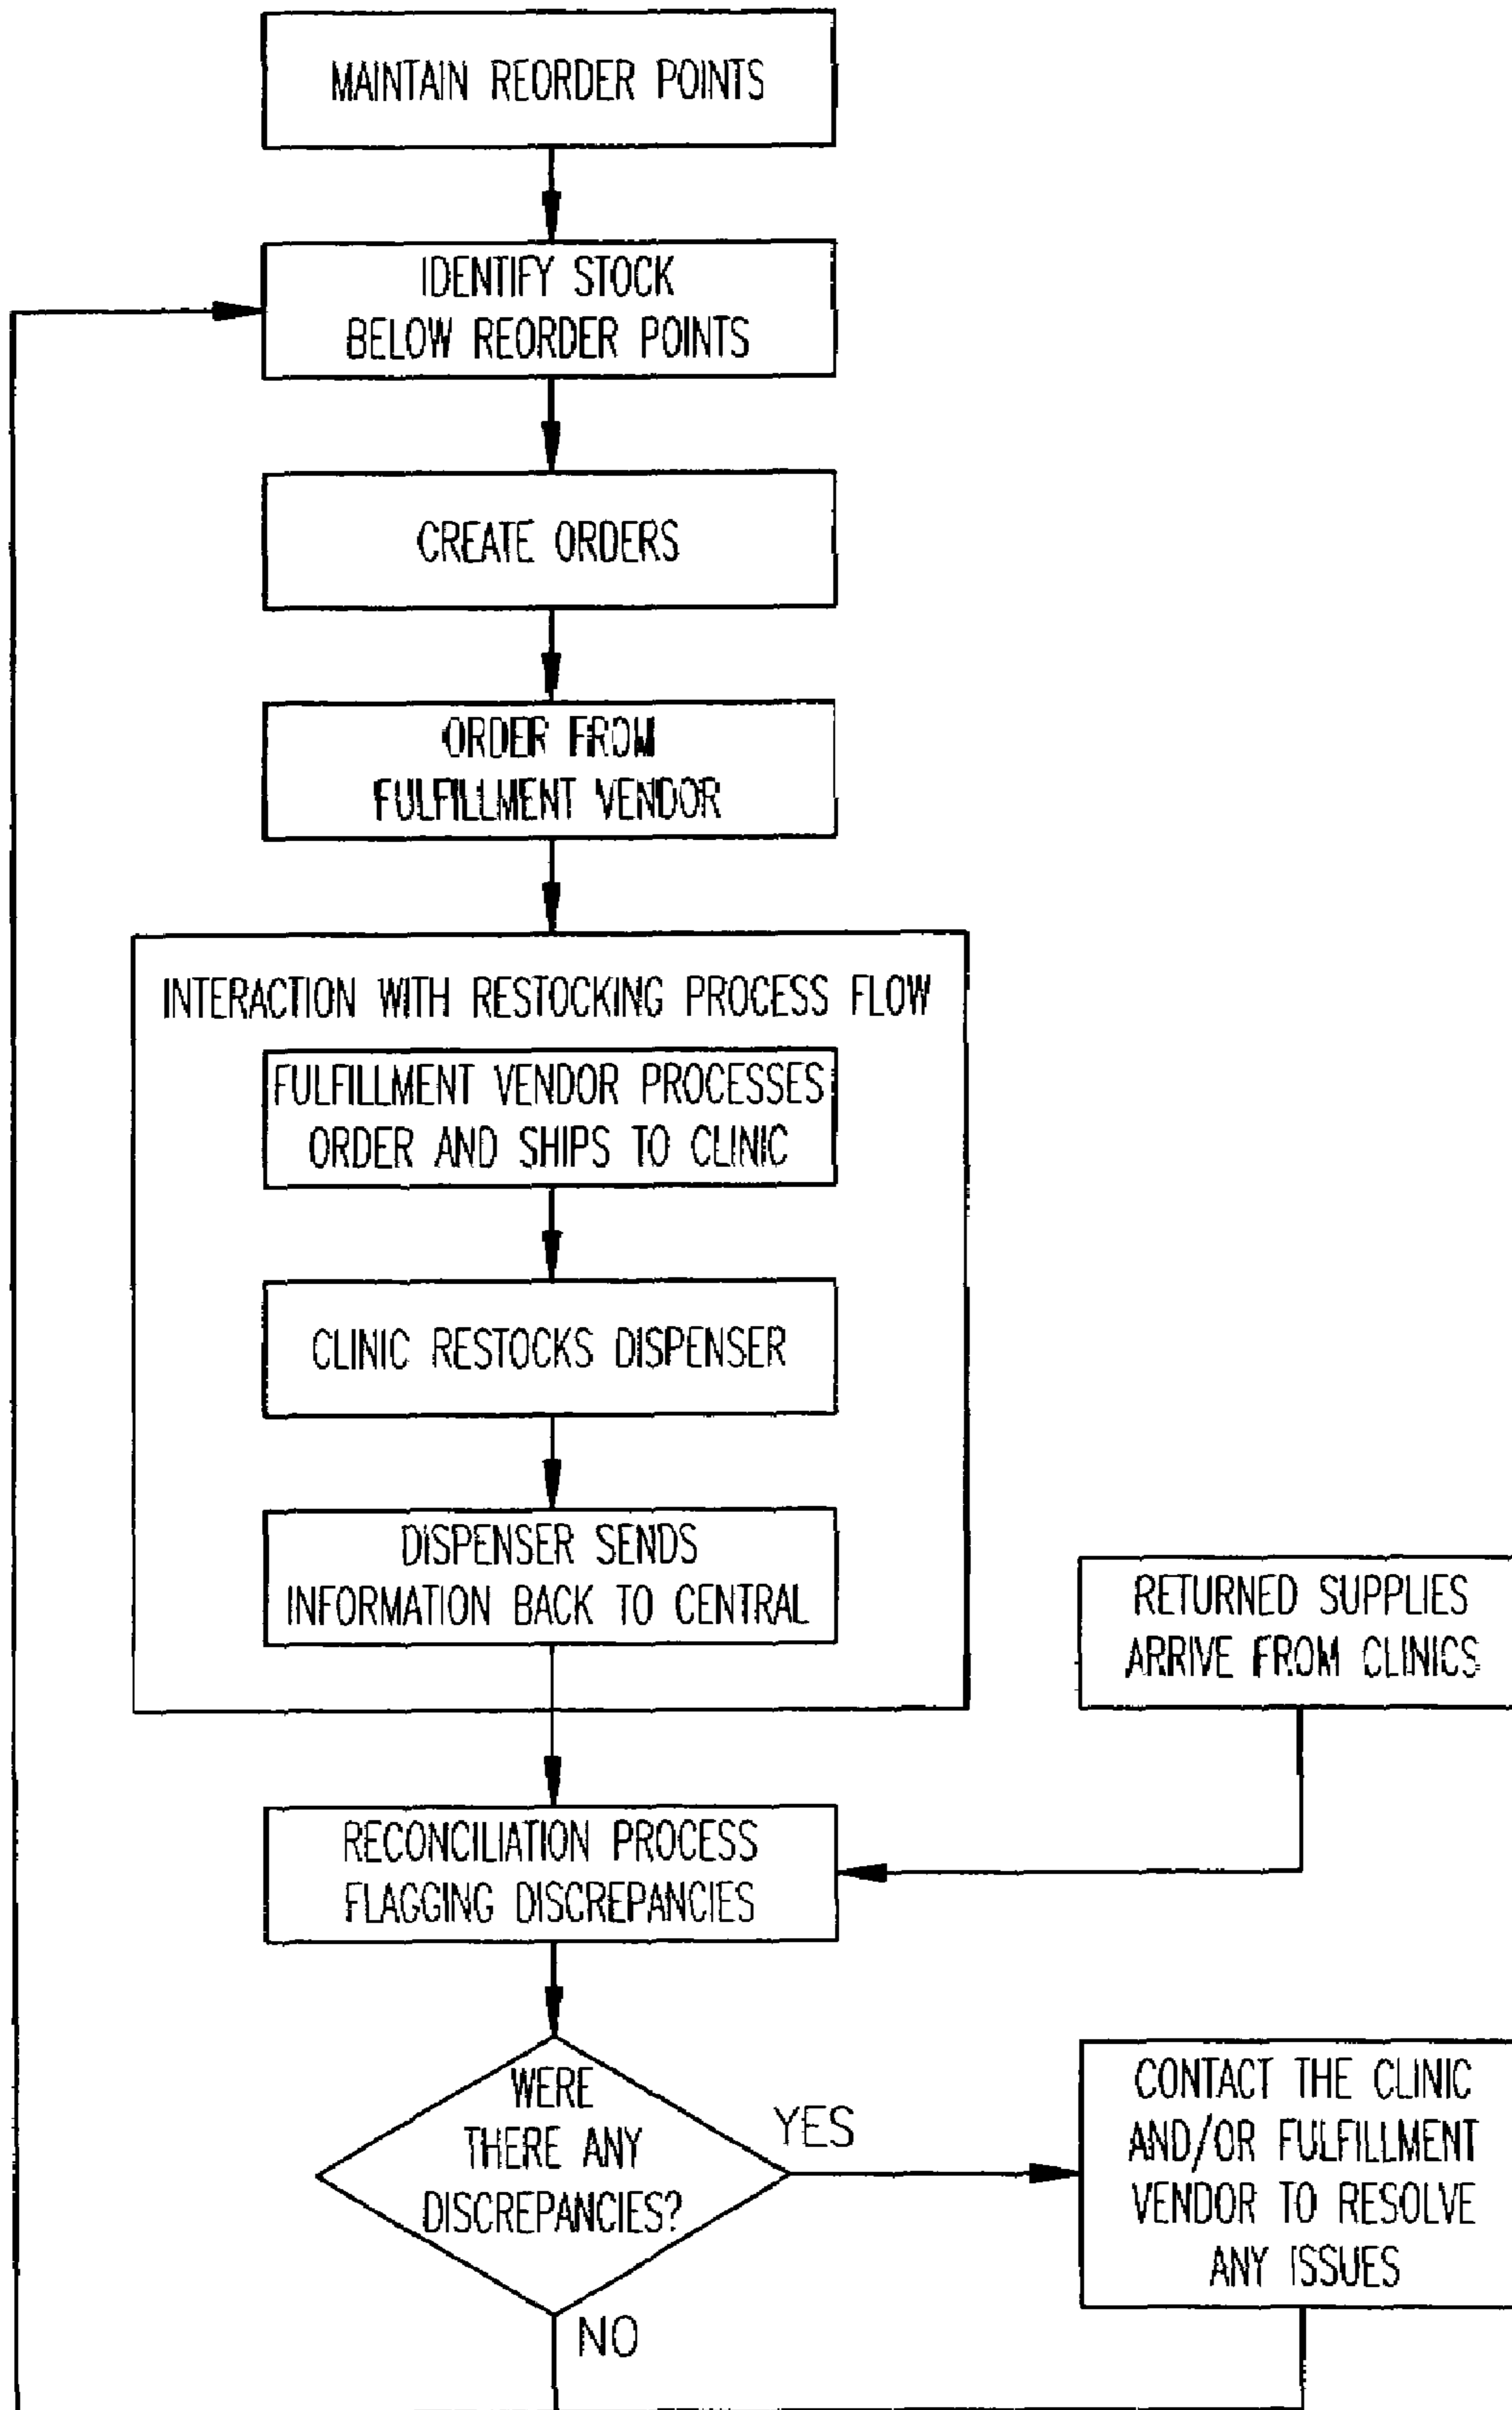 MAINTAIN REORDER POINTS
IDENTIFY STOCK
BELOW REORDER POINTS
CREATE ORDERS
ORDER FROM
FULFILLMENT VENDOR
INTERACTION WITH RESTOCKING PROCESS FLOW
FULFILLMENT VENDOR PROCESSES
ORDER AND SHIPS TO CLINIC
CLINIC RESTOCKS DISPENSER
DISPENSER SENDS
INFORMATION BACK TO CENTRAL
RETURNED SUPPLIES
ARRIVE FROM CLINICS
RECONCILIATION PROCESS
FLAGGING DISCREPANCIES
WERE
THERE ANY
DISCREPANCIES?
YES
CONTACT THE CLINIC
AND/OR FULFILLMENT
VENDOR TO RESOLVE
ANY ISSUES
NO